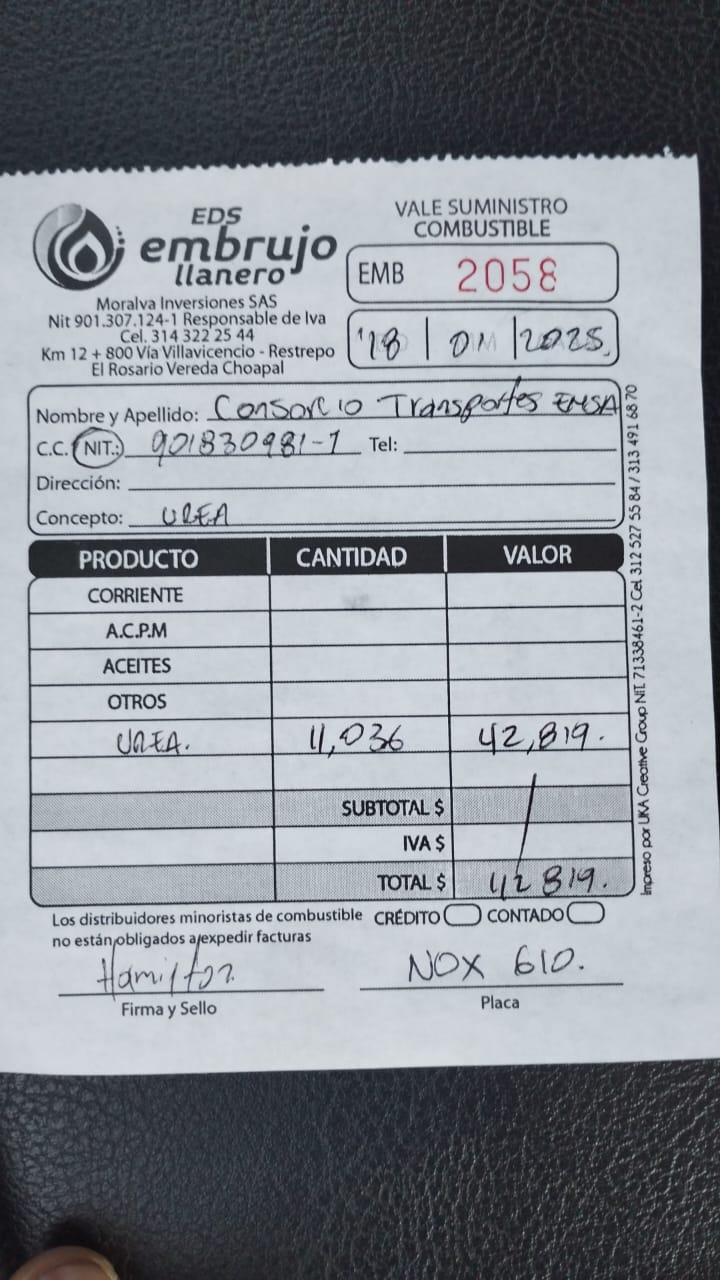 EDS
embrujo
llanero
Moralva Inversiones SAS
Nit 901.307.124-1 Responsable de Iva
Cel. 314 322 25 44
Km 12 + 800 Vía Villavicencio - Restrepo
El Rosario Vereda Choapal
VALE SUMINISTRO
COMBUSTIBLE
EMB 2058
18 | | 2025
Nombre y Apellido: Consorcio Transportes EMSA
C.C. NIT.: 901830981-1 Tel:
Dirección:
Concepto: UREA
PRODUCTO CANTIDAD VALOR
CORRIENTE
A.C.P.M
ACEITES
OTROS
UREA. 11,036 42,819.
SUBTOTAL $
IVA $
TOTAL $ 42819.
Los distribuidores minoristas de combustible
no están obligados a expedir facturas
CRÉDITO CONTADO
Hamilton
Firma y Sello
NOX 610.
Placa
Impreso por UKA Creative Group NIT. 71338461-2 Cel 312 527 55 84 / 313 491 68 70